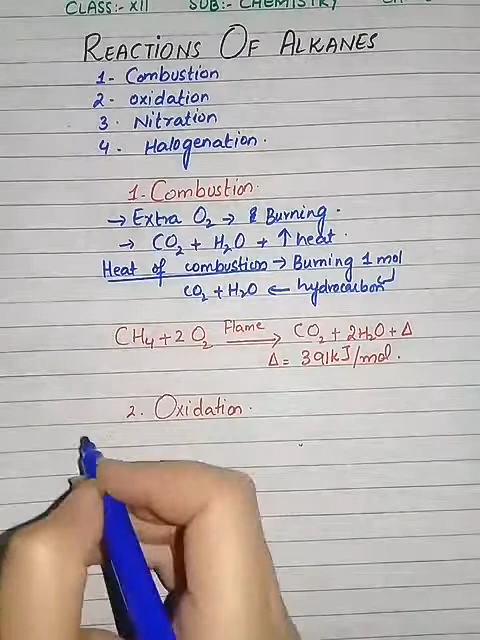 CLASS:- XII SUB:- CHEMISTRY
REACTIONS OF ALKANES
1- Combustion
2- oxidation
3. Nitration
4. Halogenation.
1. Combustion.
→ Extra O₂ → Burning.
→ CO₂ + H₂O + ↑ heat.
Heat of combustion → Burning 1 mol
CO₂ + H₂O ← hydrocarbon
CH₄ + 2 O₂ Flame → CO₂ + 2H₂O + Δ
Δ = 391kJ/mol.
2. Oxidation.